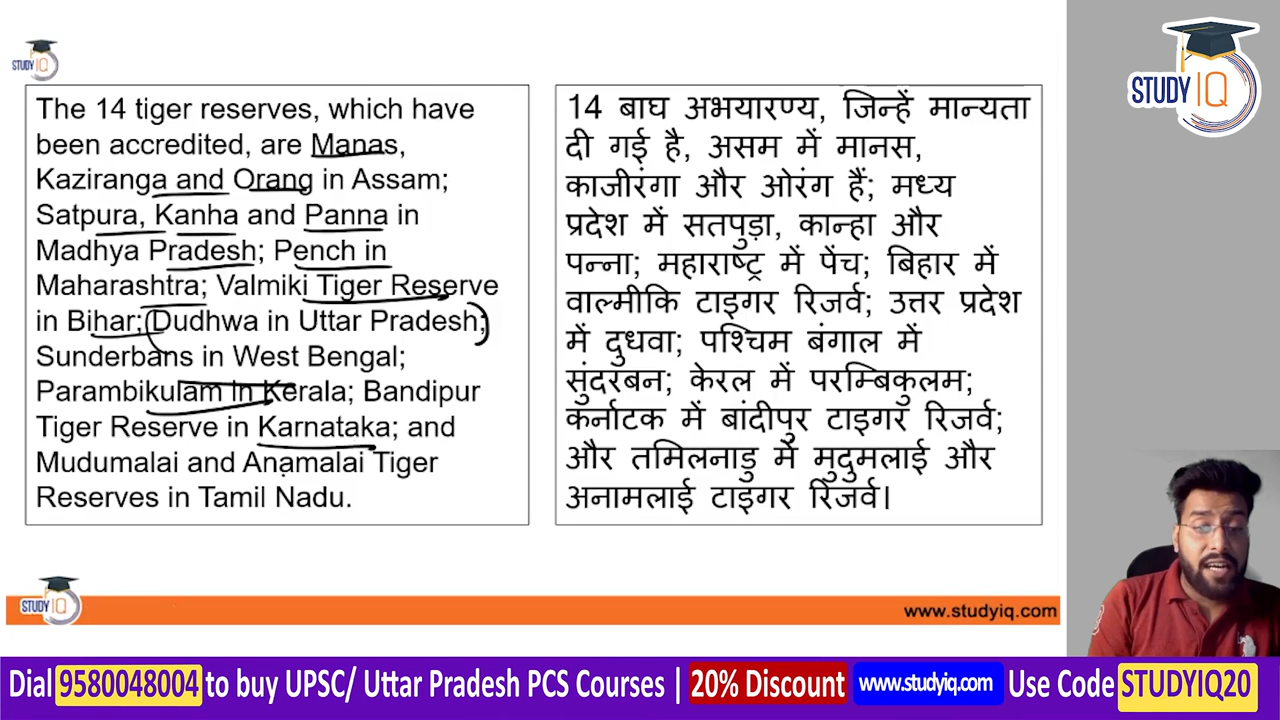 STUDY IQ
The 14 tiger reserves, which have
been accredited, are Manas,
Kaziranga and Orang in Assam;
Satpura, Kanha and Panna in
Madhya Pradesh; Pench in
Maharashtra; Valmiki Tiger Reserve
in Bihar; Dudhwa in Uttar Pradesh;
Sunderbans in West Bengal;
Parambikulam in Kerala; Bandipur
Tiger Reserve in Karnataka; and
Mudumalai and Anamalai Tiger
Reserves in Tamil Nadu.
14 बाघ अभयारण्य, जिन्हें मान्यता
दी गई है, असम में मानस,
काजीरंगा और ओरंग हैं; मध्य
प्रदेश में सतपुड़ा, कान्हा और
पन्ना; महाराष्ट्र में पेंच; बिहार में
वाल्मीकि टाइगर रिजर्व; उत्तर प्रदेश
में दुधवा; पश्चिम बंगाल में
सुंदरबन; केरल में परम्बिकुलम;
कर्नाटक में बांदीपुर टाइगर रिजर्व;
और तमिलनाडु में मुदुमलाई और
अनामलाई टाइगर रिजर्व।
STUDY IQ
STUDY IQ
www.studyiq.com
Dial 9580048004 to buy UPSC/ Uttar Pradesh PCS Courses | 20% Discount www.studyiq.com Use Code STUDYIQ20